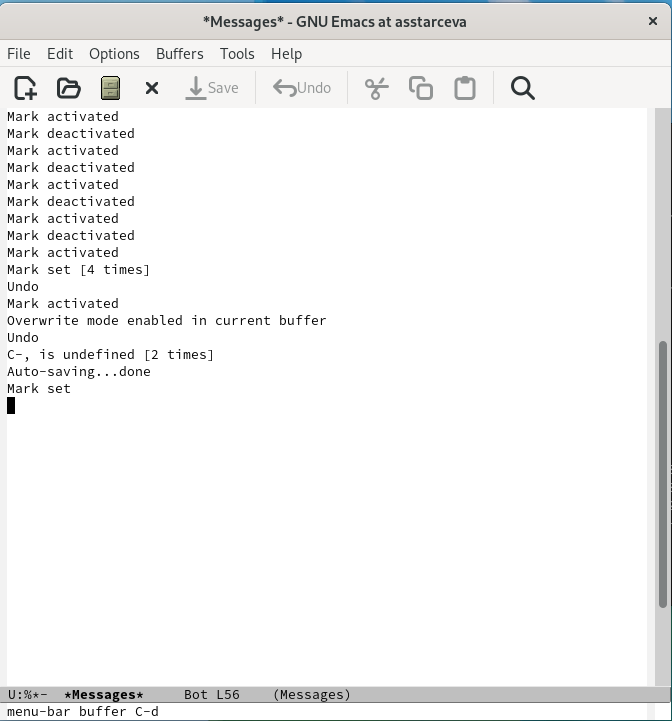 *Messages* - GNU Emacs at asstarceva
File Edit Options Buffers Tools Help
Save Undo
Mark activated
Mark deactivated
Mark activated
Mark deactivated
Mark activated
Mark deactivated
Mark activated
Mark deactivated
Mark activated
Mark set [4 times]
Undo
Mark activated
Overwrite mode enabled in current buffer
Undo
C-, is undefined [2 times]
Auto-saving...done
Mark set
U:%*- *Messages* Bot L56 (Messages)
menu-bar buffer C-d